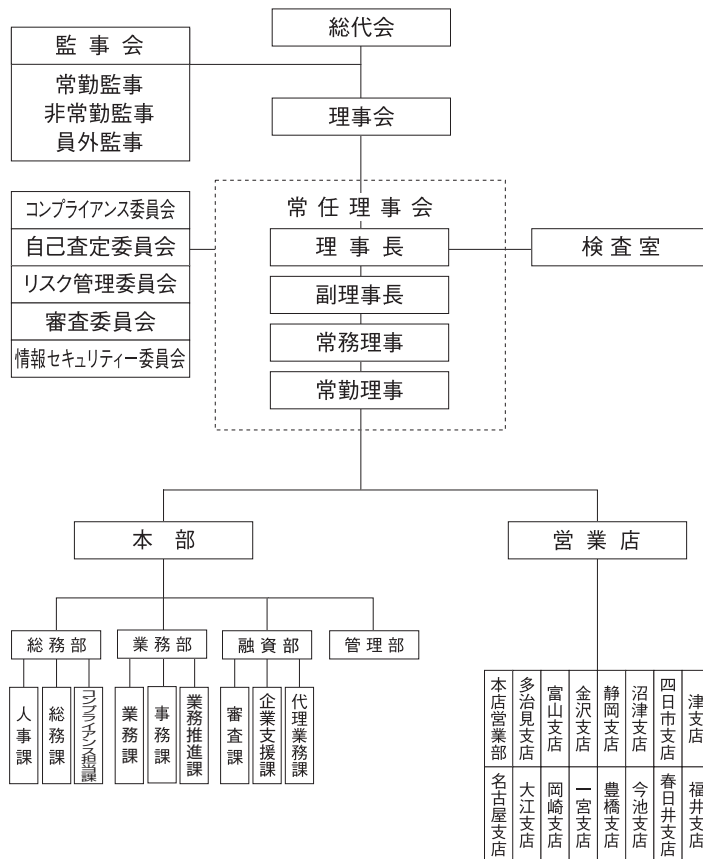 総代会
監事会
常勤監事
非常勤監事
員外監事
理事会
常任理事会
理事長
副理事長
常務理事
常勤理事
コンプライアンス委員会
自己査定委員会
リスク管理委員会
審査委員会
情報セキュリティー委員会
検査室
本部
営業店
総務部
業務部
融資部
管理部
人事課
総務課
コンプライアンス担当課
業務課
事務課
業務推進課
審査課
企業支援課
代理業務課
本店営業部
多治見支店
富山支店
金沢支店
静岡支店
沼津支店
四日市支店
津支店
名古屋支店
大江支店
岡崎支店
一宮支店
豊橋支店
今池支店
春日井支店
福井支店